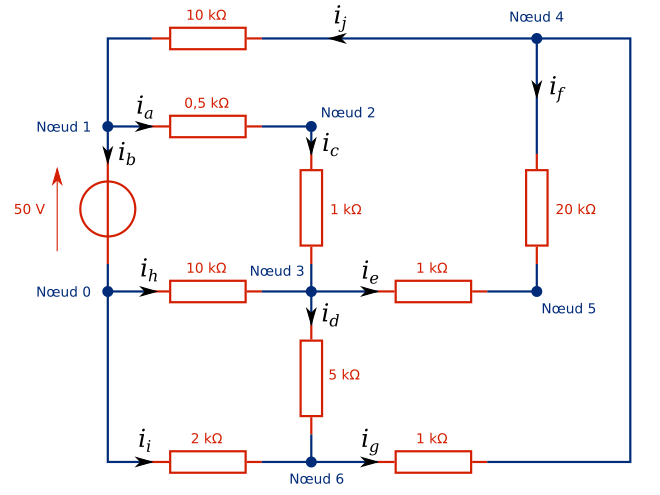 10 kΩ
i_j
Nœud 4
Nœud 1
i_a
0,5 kΩ
Nœud 2
i_f
i_b
i_c
50 V
1 kΩ
20 kΩ
i_h
10 kΩ
Nœud 3
i_e
1 kΩ
Nœud 0
Nœud 5
i_d
5 kΩ
i_i
2 kΩ
i_g
1 kΩ
Nœud 6